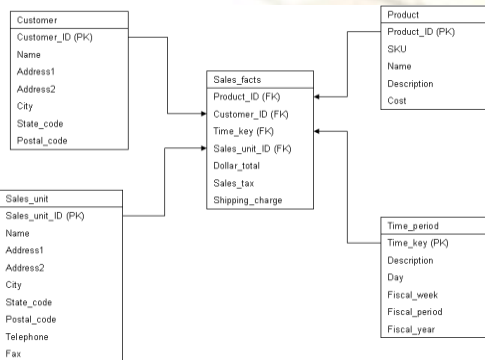 Customer
Customer_ID (PK)
Name
Address1
Address2
City
State_code
Postal_code
Product
Product_ID (PK)
SKU
Name
Description
Cost
Sales_facts
Product_ID (FK)
Customer_ID (FK)
Time_key (FK)
Sales_unit_ID (FK)
Dollar_total
Sales_tax
Shipping_charge
Sales_unit
Sales_unit_ID (PK)
Name
Address1
Address2
City
State_code
Postal_code
Telephone
Fax
Time_period
Time_key (PK)
Description
Day
Fiscal_week
Fiscal_period
Fiscal_year